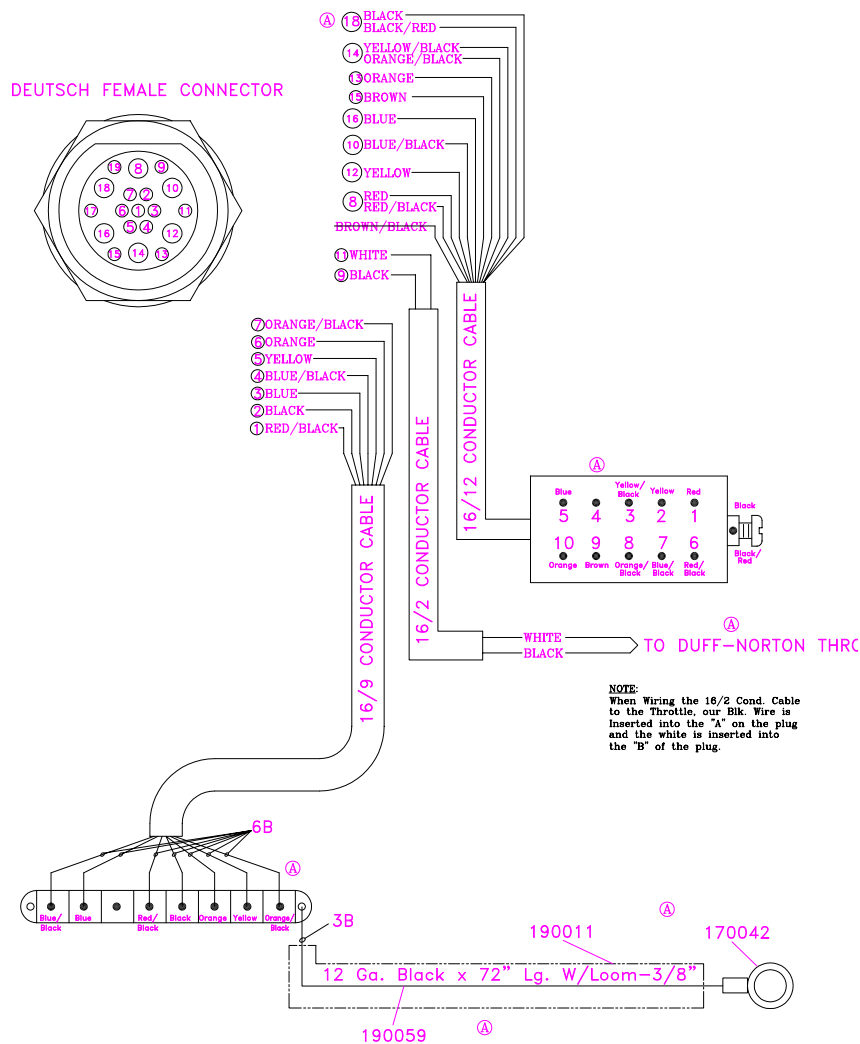 A 18 BLACK
BLACK/RED
14 YELLOW/BLACK
ORANGE/BLACK
13 ORANGE
15 BROWN
16 BLUE
10 BLUE/BLACK
12 YELLOW
8 RED
RED/BLACK
BROWN/BLACK
11 WHITE
9 BLACK
DEUTSCH FEMALE CONNECTOR
19 8 9
18 7 2 10
17 6 1 3 11
16 5 4 12
15 14 13
7 ORANGE/BLACK
6 ORANGE
5 YELLOW
4 BLUE/BLACK
3 BLUE
2 BLACK
1 RED/BLACK
16/9 CONDUCTOR CABLE
16/2 CONDUCTOR CABLE
16/12 CONDUCTOR CABLE
A
Blue Yellow/ Black Yellow Red
5 4 3 2 1
10 9 8 7 6
Orange Brown Orange/ Black Blue/ Black Red/ Black
Black
Black/
Red
WHITE
BLACK
A
TO DUFF-NORTON THRO
NOTE:
When Wiring the 16/2 Cond. Cable
to the Throttle, our Blk. Wire is
Inserted into the "A" on the plug
and the white is inserted into
the "B" of the plug.
6B
A
Blue/ Black Blue Red/ Black Black Orange Yellow Orange/ Black
3B
A
190011
170042
12 Ga. Black x 72" Lg. W/Loom-3/8"
190059
A